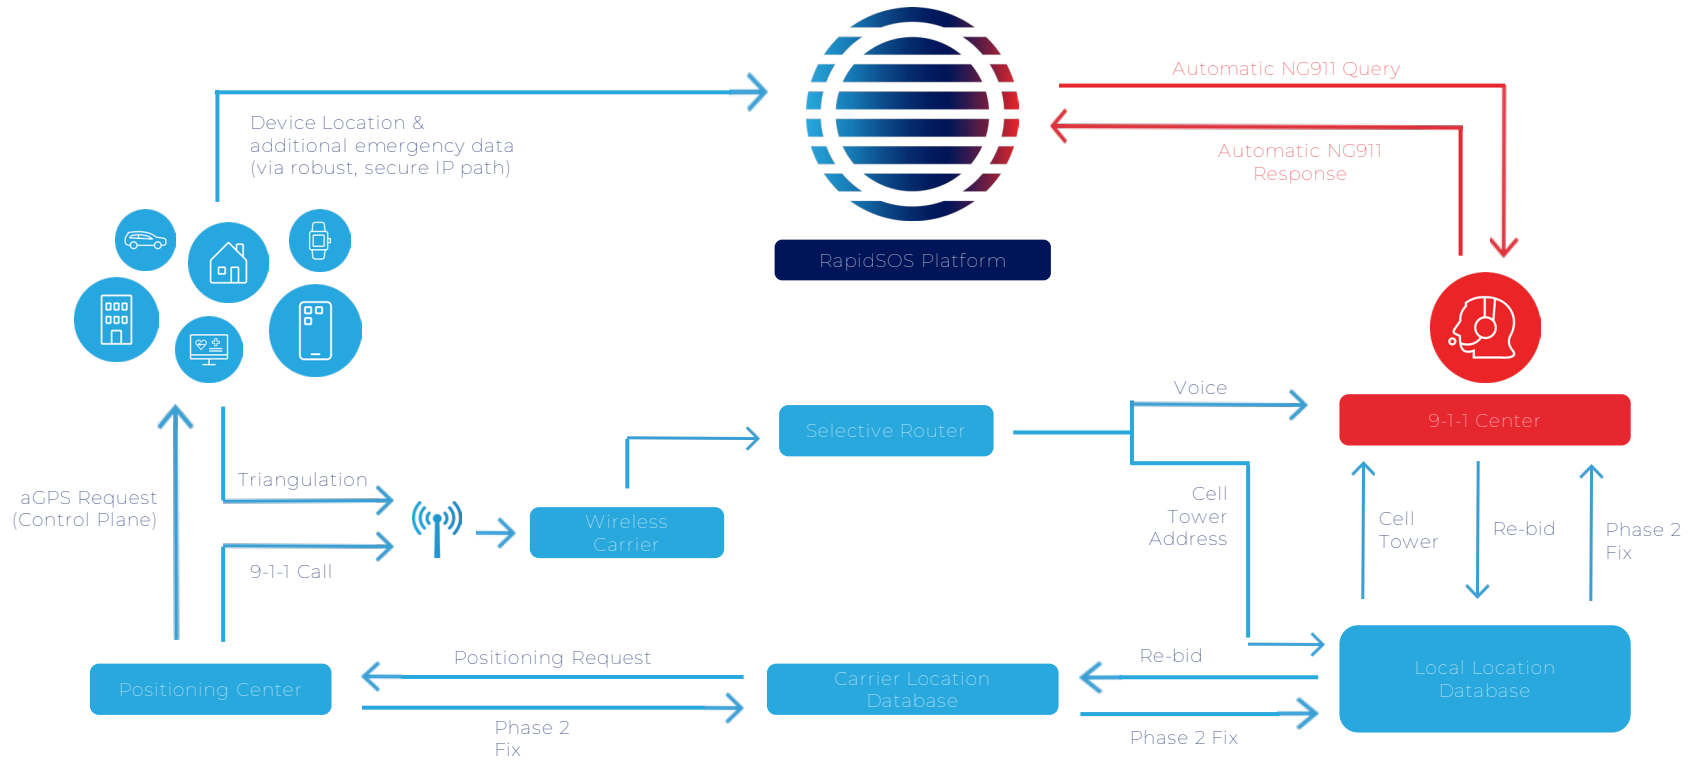 Automatic NG911 Query
Device Location &
additional emergency data
(via robust, secure IP path)
Automatic NG911
Response
RapidSOS Platform
Voice
9-1-1 Center
Selective Router
Triangulation
aGPS Request
(Control Plane)
Wireless
Carrier
Cell
Tower
Address
Cell
Tower
Re-bid
Phase 2
Fix
9-1-1 Call
Positioning Request
Re-bid
Positioning Center
Carrier Location
Database
Local Location
Database
Phase 2
Fix
Phase 2 Fix